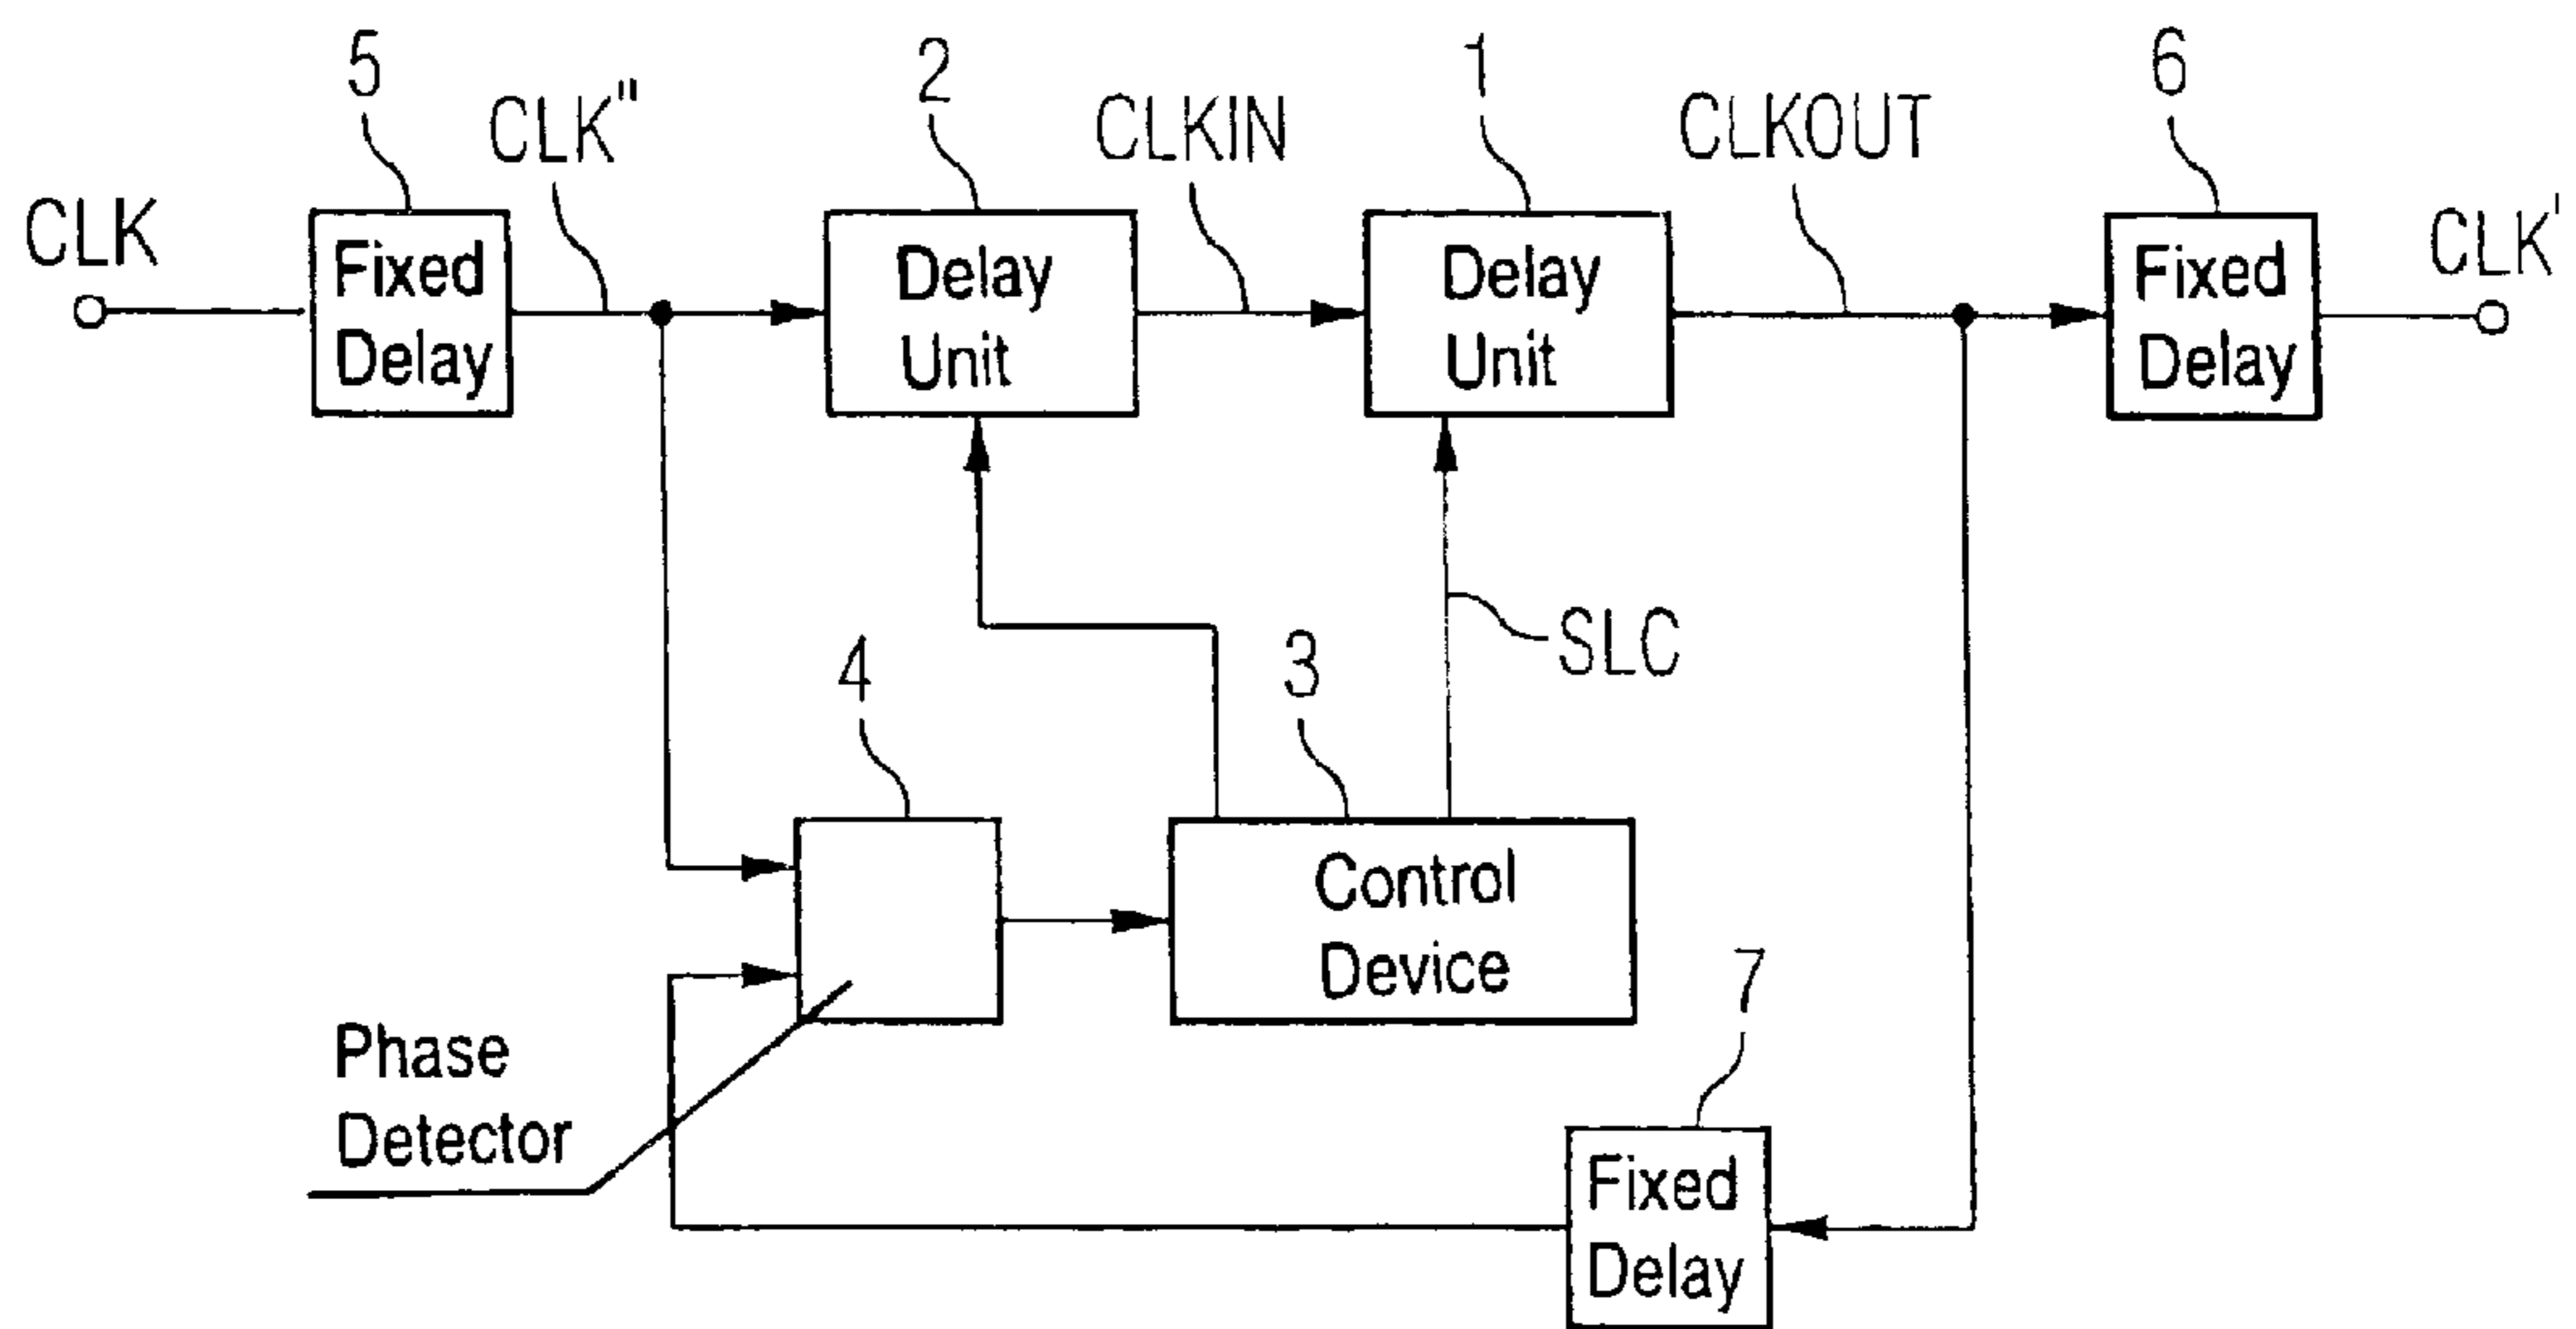 5
2
1
6
CLK"
CLKIN
CLKOUT
CLK
Fixed
Delay
Delay
Unit
Delay
Unit
Fixed
Delay
CLK'
SLC
4
3
Control
Device
7
Phase
Detector
Fixed
Delay